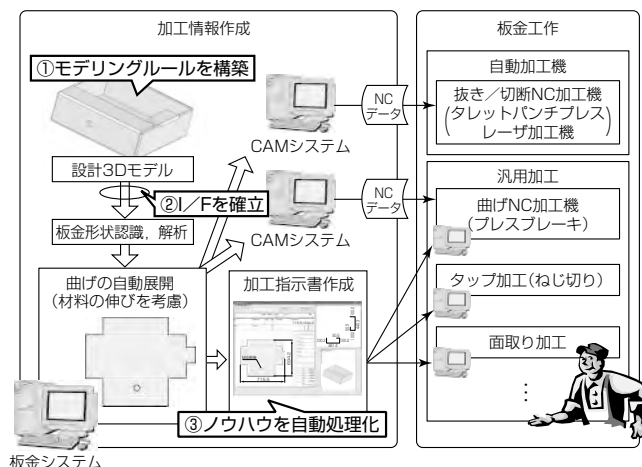 加工情報作成
①モデリングルールを構築
設計3Dモデル
②I／Fを確立
板金形状認識，解析
曲げの自動展開
（材料の伸びを考慮）
板金システム
CAMシステム
CAMシステム
加工指示書作成
③ノウハウを自動処理化
NC
データ
NC
データ
板金工作
自動加工機
抜き／切断NC加工機
（タレットパンチプレス
レーザ加工機）
汎用加工
曲げNC加工機
（プレスブレーキ）
タップ加工（ねじ切り）
面取り加工
⋮